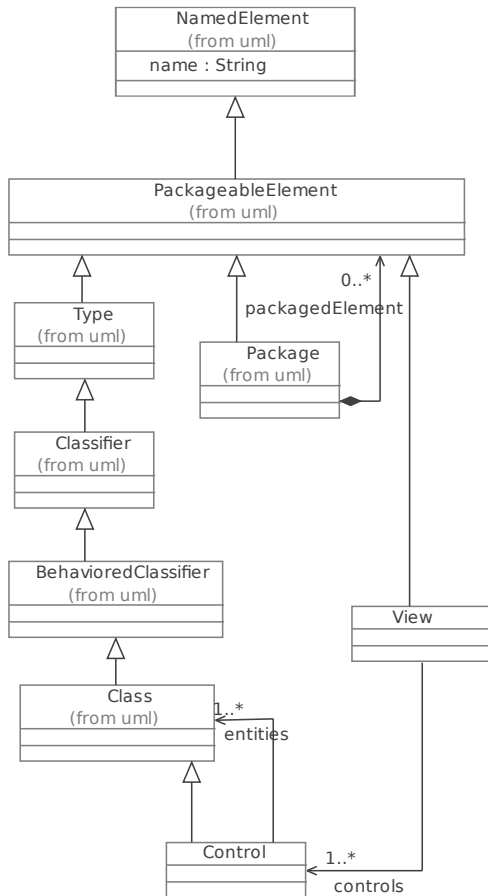 NamedElement
(from uml)
name : String
PackageableElement
(from uml)
0..*
packagedElement
Type
(from uml)
Package
(from uml)
Classifier
(from uml)
BehavioredClassifier
(from uml)
View
Class
(from uml)
1..*
entities
Control
1..*
controls